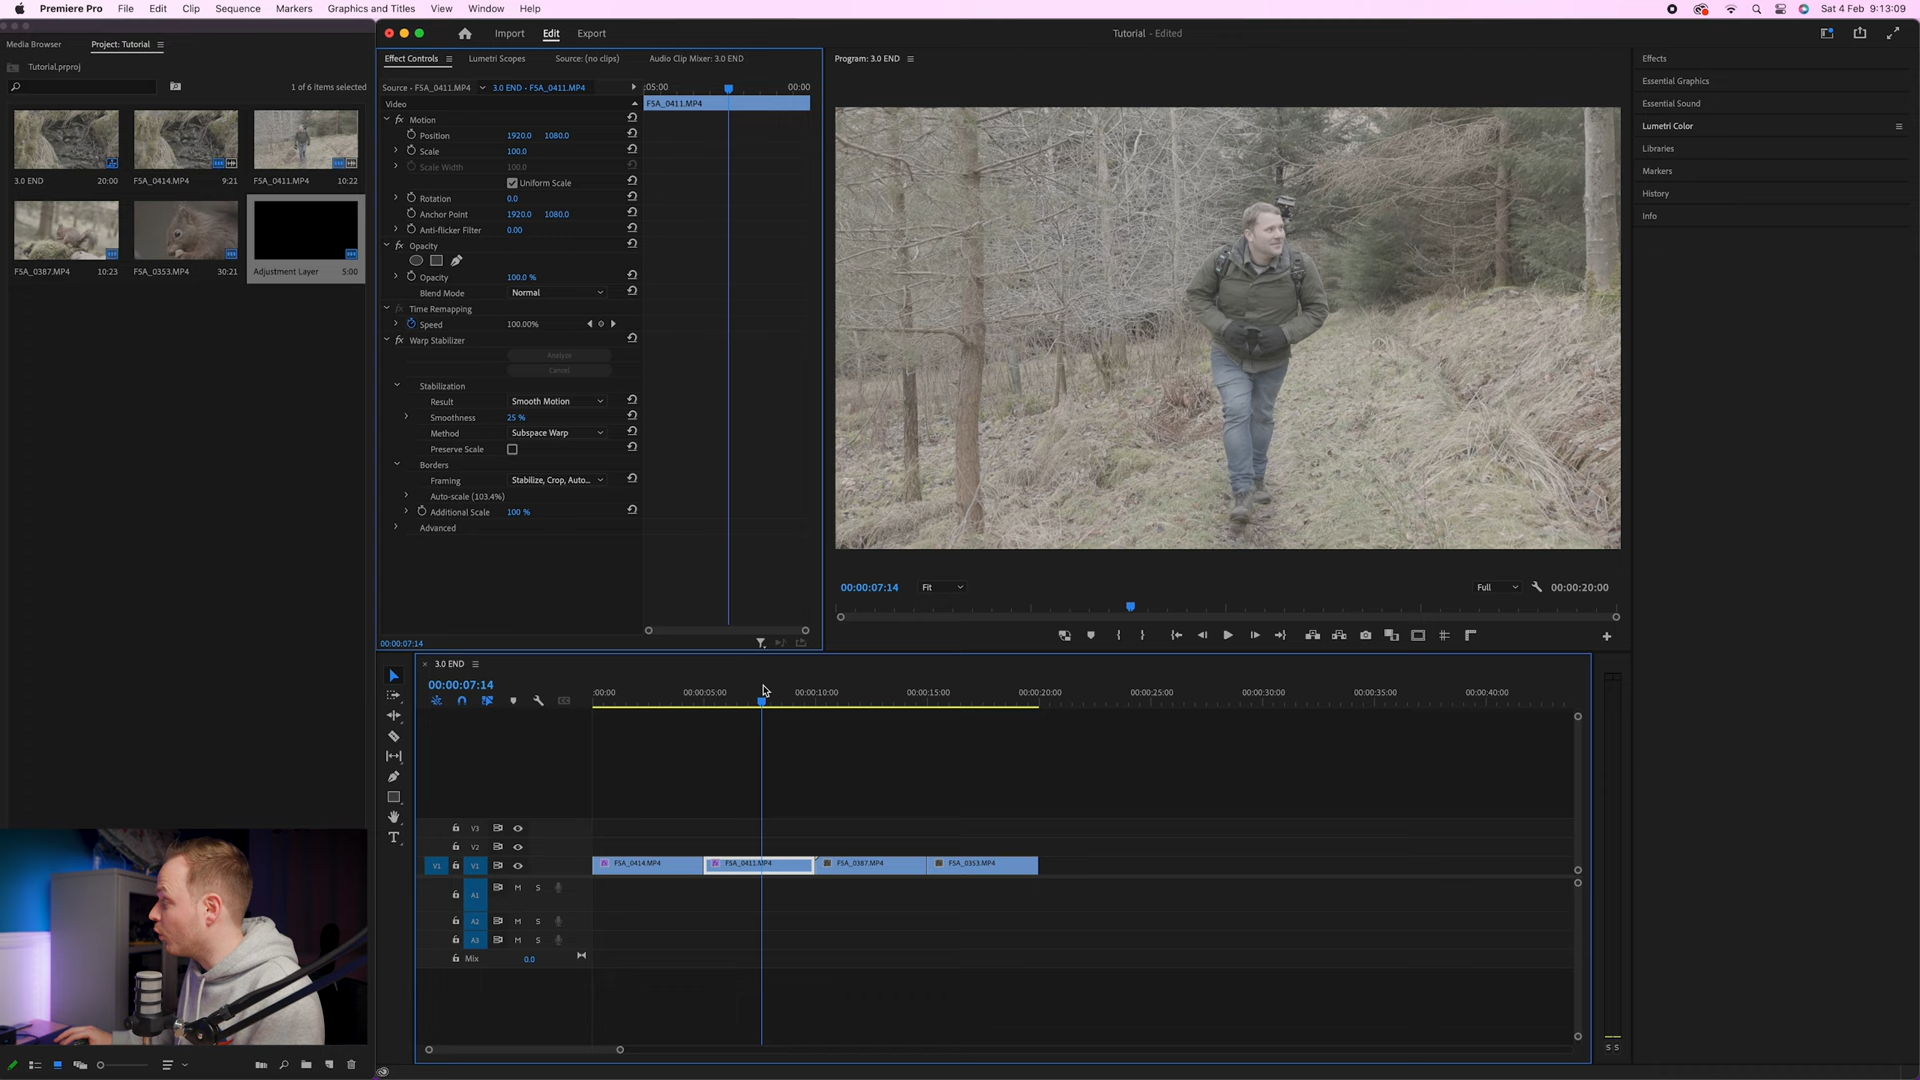 Premiere Pro File Edit Clip Sequence Markers Graphics and Titles View Window Help Sat 4 Feb 9:13:09
Import Edit Export Tutorial - Edited
Media Browser Project: Tutorial
Tutorial.prproj
1 of 6 items selected
3.0 END 20:00 FSA_0414.MP4 9:21 FSA_0411.MP4 10:22
FSA_0387.MP4 10:23 FSA_0353.MP4 30:21 Adjustment Layer 5:00
Effect Controls Lumetri Scopes Source: (no clips) Audio Clip Mixer: 3.0 END
Source - FSA_0411.MP4 3.0 END - FSA_0411.MP4 ;05:00 00:00
Video FSA_0411.MP4
fx Motion
Position 1920.0 1080.0
Scale 100.0
Scale Width 100.0
Uniform Scale
Rotation 0.0
Anchor Point 1920.0 1080.0
Anti-flicker Filter 0.00
fx Opacity
Opacity 100.0 %
Blend Mode Normal
fx Time Remapping
Speed 100.00%
fx Warp Stabilizer
Analyze
Cancel
Stabilization
Result Smooth Motion
Smoothness 25 %
Method Subspace Warp
Preserve Scale
Borders
Framing Stabilize, Crop, Auto...
Auto-scale (103.4%)
Additional Scale 100 %
Advanced
00:00:07:14
Program: 3.0 END
00:00:07:14 Fit Full 00:00:20:00
Effects
Essential Graphics
Essential Sound
Lumetri Color
Libraries
Markers
History
Info
3.0 END
00:00:07:14
:00:00 00:00:05:00 00:00:10:00 00:00:15:00 00:00:20:00 00:00:25:00 00:00:30:00 00:00:35:00 00:00:40:00
V3
V2
V1 V1 FSA_0414.MP4 FSA_0411.MP4 FSA_0387.MP4 FSA_0353.MP4
A1 M S
A2 M S
A3 M S
Mix 0.0
S S